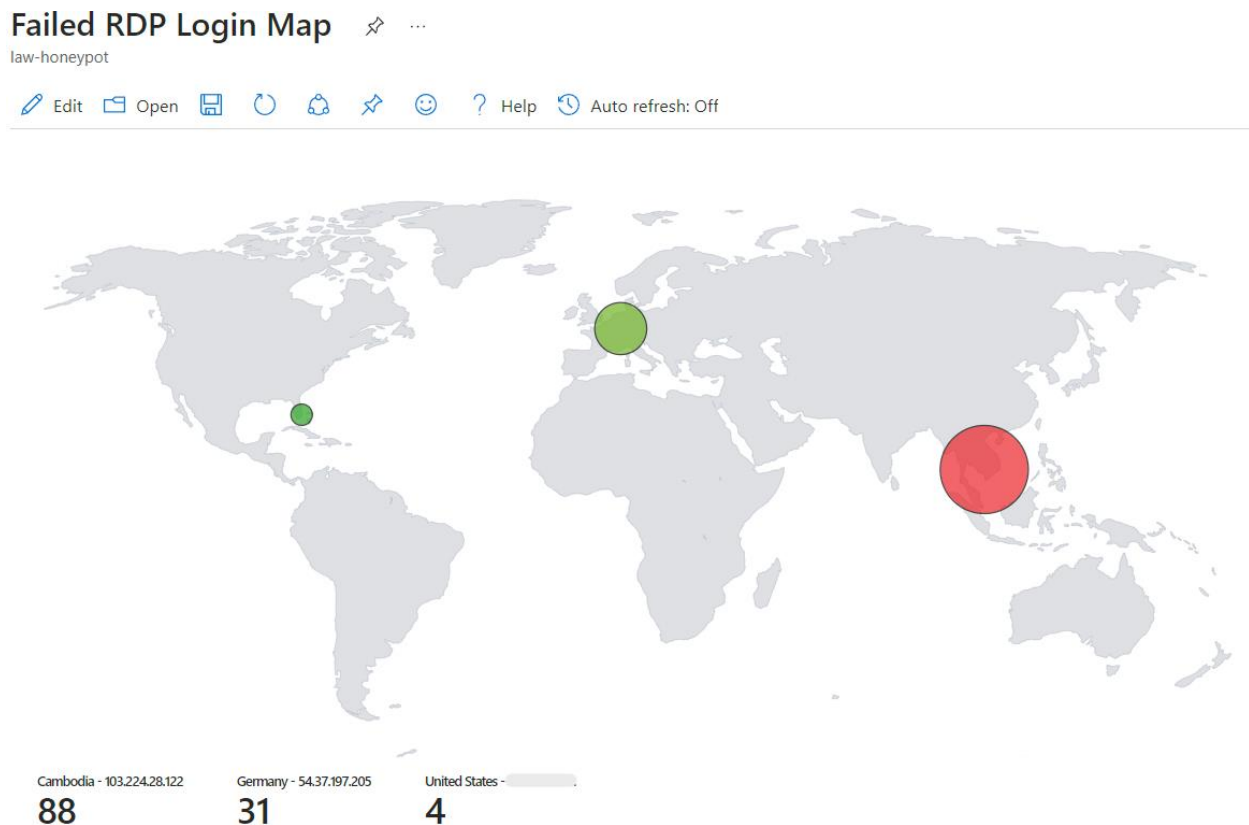 Failed RDP Login Map ...
law-honeypot
Edit Open ? Help Auto refresh: Off
Cambodia - 103.224.28.122 Germany - 54.37.197.205 United States -
88 31 4